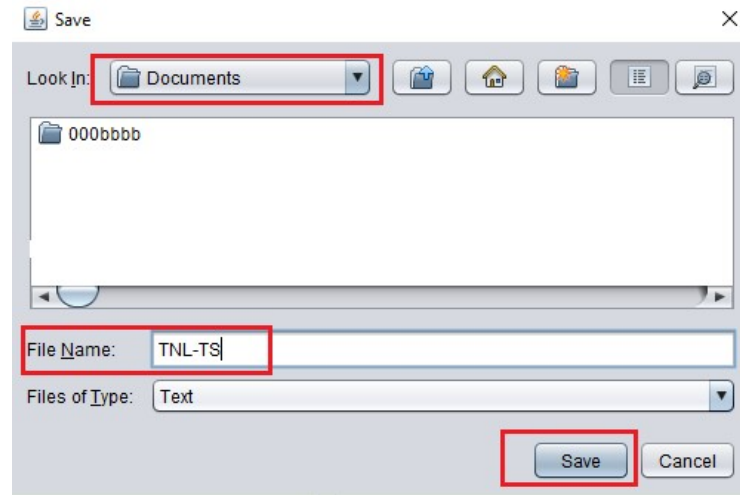 Save
Look In: Documents
000bbbb
File Name: TNL-TS
Files of Type: Text
Save Cancel